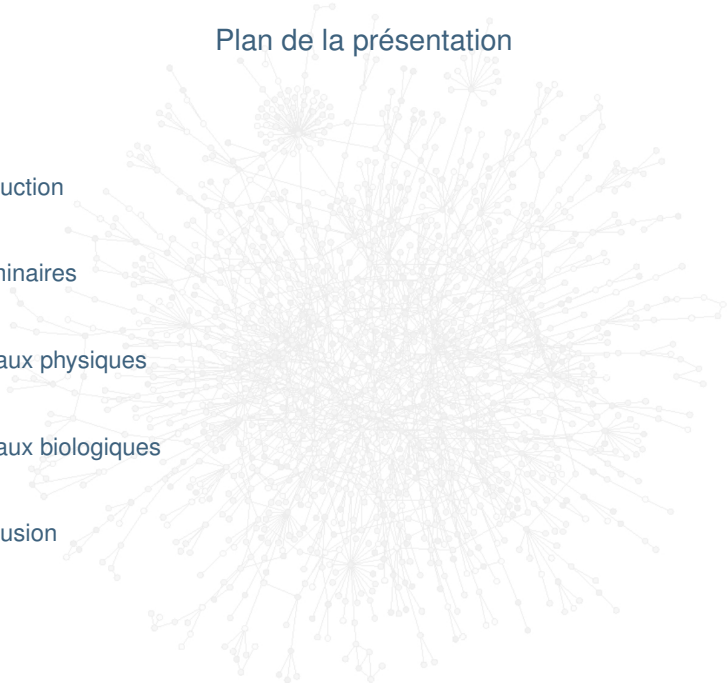 Plan de la présentation
uction
inaires
aux physiques
aux biologiques
usion